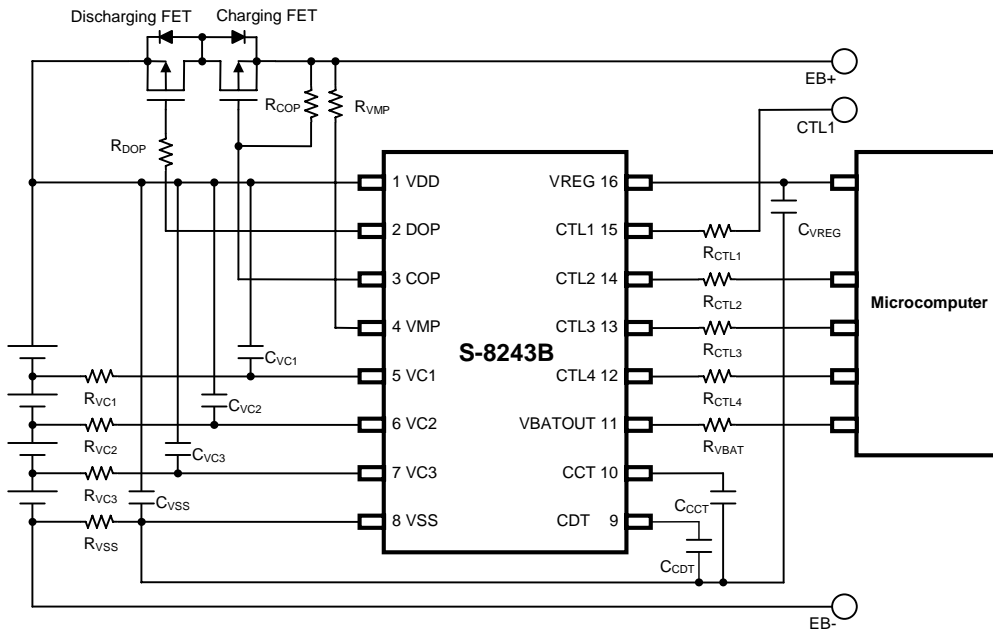 Discharging FET
Charging FET
EB+
RCOP
RVMP
CTL1
RDOP
1 VDD
VREG 16
2 DOP
CTL1 15
CVREG
RCTL1
3 COP
CTL2 14
RCTL2
Microcomputer
4 VMP
CTL3 13
S-8243B
RCTL3
CVC1
5 VC1
CTL4 12
RVC1
RCTL4
CVC2
6 VC2
VBATOUT 11
RVC2
RVBAT
CVC3
7 VC3
CCT 10
RVC3
CVSS
CCCT
8 VSS
CDT 9
RVSS
CCDT
EB-